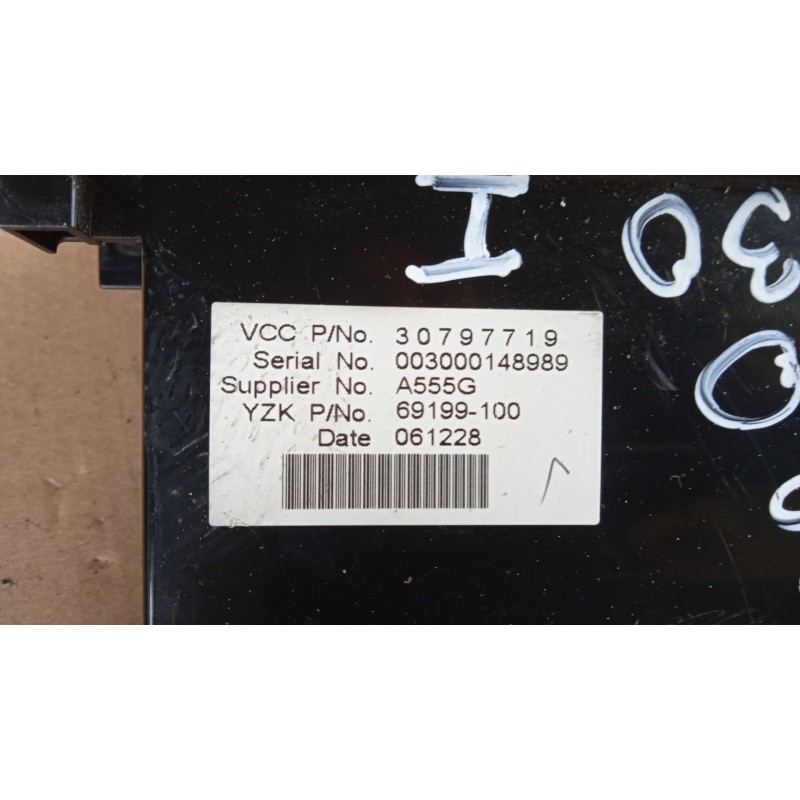 VCC P/No. 30797719
Serial No. 003000148989
Supplier No. A555G
YZK P/No. 69199-100
Date 061228